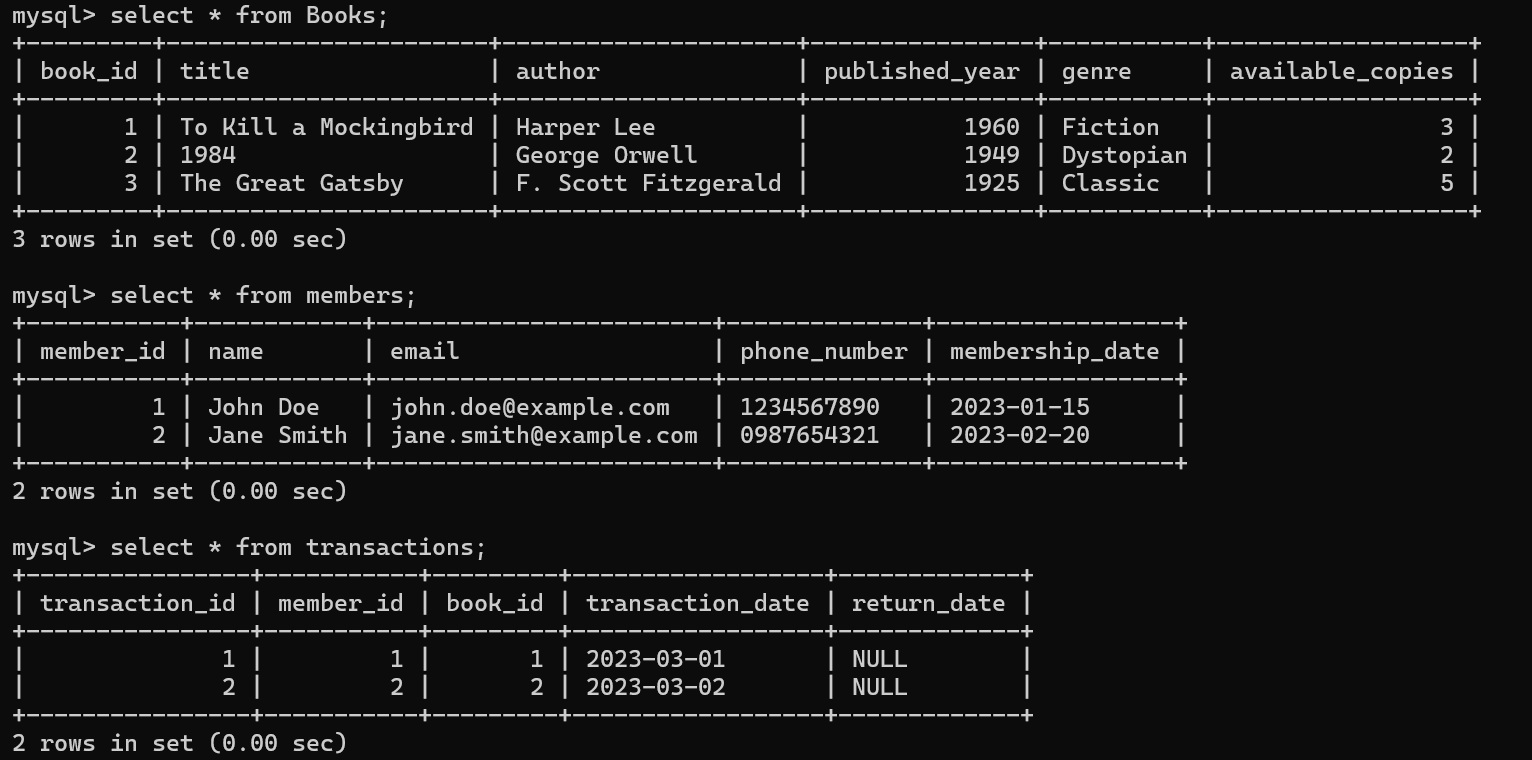 mysql> select * from Books;
+---------+-----------------------+---------------------+----------------+-----------+------------------+
| book_id | title                 | author              | published_year | genre     | available_copies |
+---------+-----------------------+---------------------+----------------+-----------+------------------+
|       1 | To Kill a Mockingbird | Harper Lee          |           1960 | Fiction   |                3 |
|       2 | 1984                  | George Orwell       |           1949 | Dystopian |                2 |
|       3 | The Great Gatsby      | F. Scott Fitzgerald |           1925 | Classic   |                5 |
+---------+-----------------------+---------------------+----------------+-----------+------------------+
3 rows in set (0.00 sec)

mysql> select * from members;
+-----------+------------+------------------------+--------------+-----------------+
| member_id | name       | email                  | phone_number | membership_date |
+-----------+------------+------------------------+--------------+-----------------+
|         1 | John Doe   | john.doe@example.com   | 1234567890   | 2023-01-15      |
|         2 | Jane Smith | jane.smith@example.com | 0987654321   | 2023-02-20      |
+-----------+------------+------------------------+--------------+-----------------+
2 rows in set (0.00 sec)

mysql> select * from transactions;
+----------------+-----------+---------+------------------+-------------+
| transaction_id | member_id | book_id | transaction_date | return_date |
+----------------+-----------+---------+------------------+-------------+
|              1 |         1 |       1 | 2023-03-01       | NULL        |
|              2 |         2 |       2 | 2023-03-02       | NULL        |
+----------------+-----------+---------+------------------+-------------+
2 rows in set (0.00 sec)